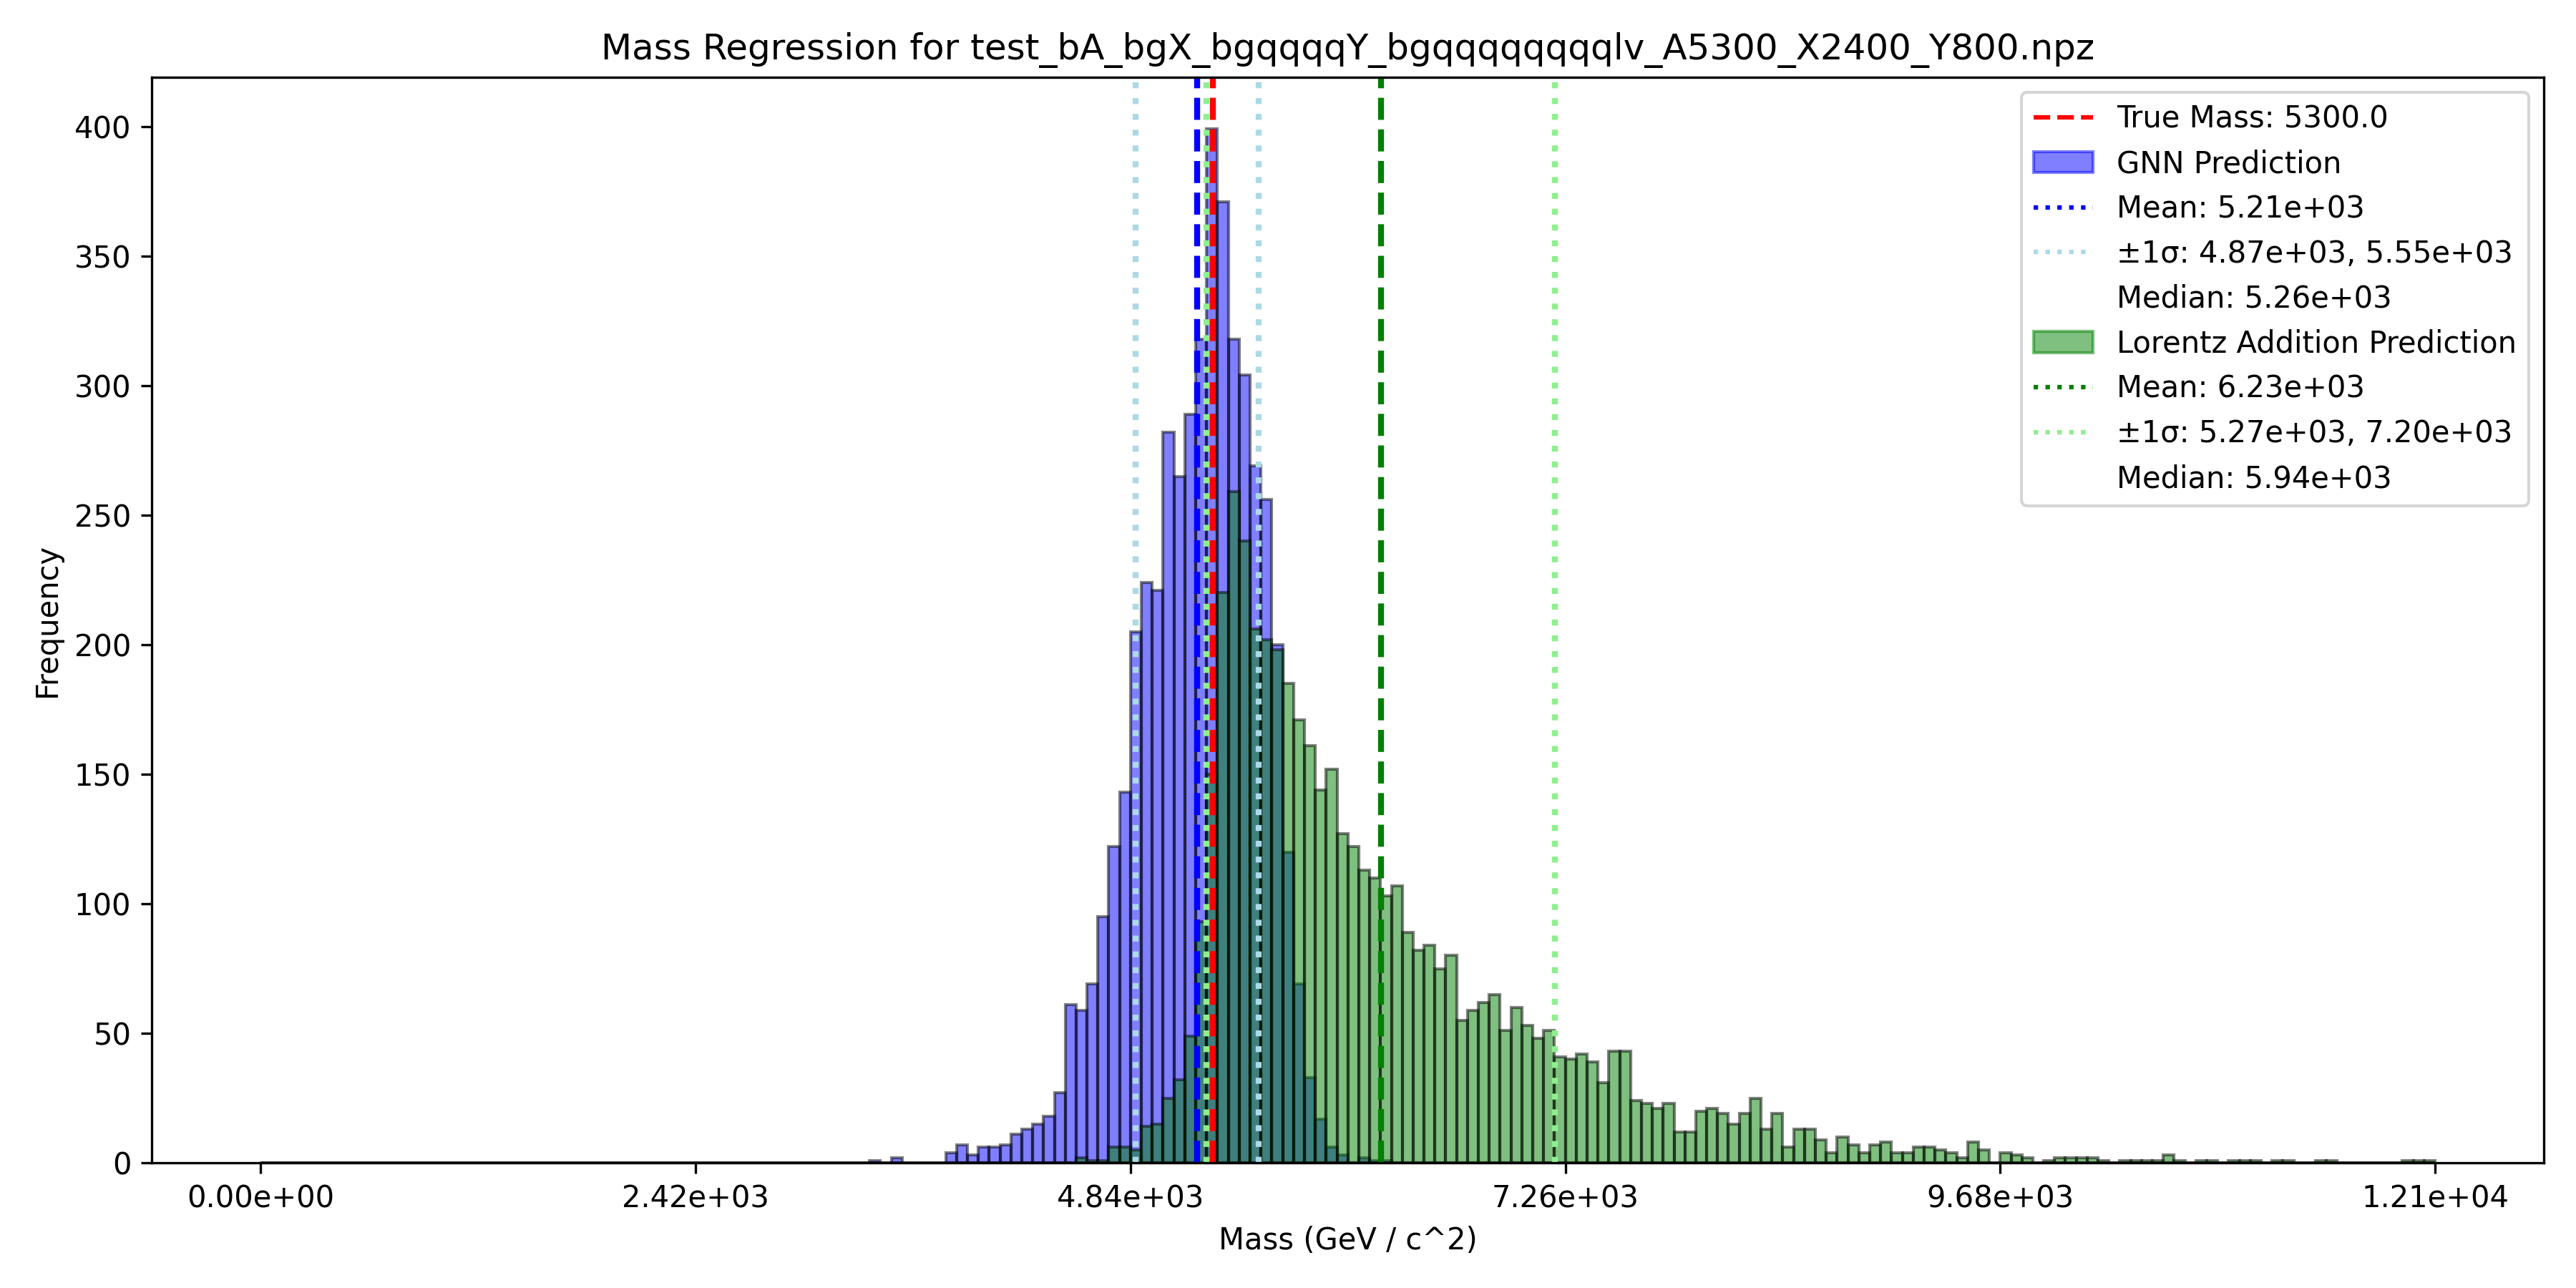 Mass Regression for test_bA_bgX_bgqqqqY_bgqqqqqqqqlv_A5300_X2400_Y800.npz
True Mass: 5300.0
GNN Prediction
Mean: 5.21e+03
±1σ: 4.87e+03, 5.55e+03
Median: 5.26e+03
Lorentz Addition Prediction
Mean: 6.23e+03
±1σ: 5.27e+03, 7.20e+03
Median: 5.94e+03
Frequency
400
350
300
250
200
150
100
50
0
0.00e+00 2.42e+03 4.84e+03 7.26e+03 9.68e+03 1.21e+04
Mass (GeV / c^2)